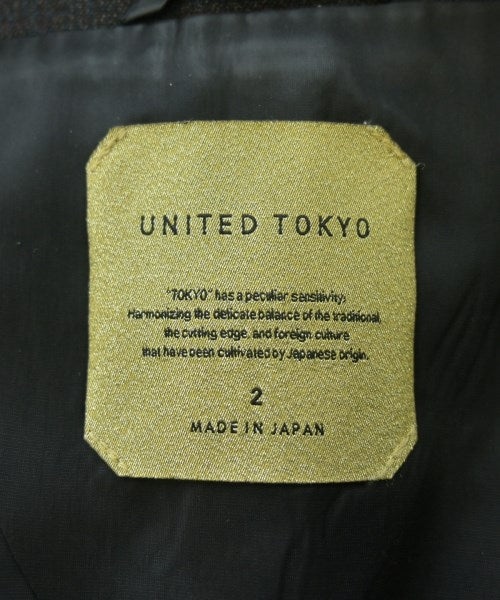 UNITED TOKYO
"TOKYO" has a peculiar sensitivity;
Harmonizing the delicate balance of the traditional,
the cutting edge, and foreign culture
that have been cultivated by Japanese origin.
2
MADE IN JAPAN